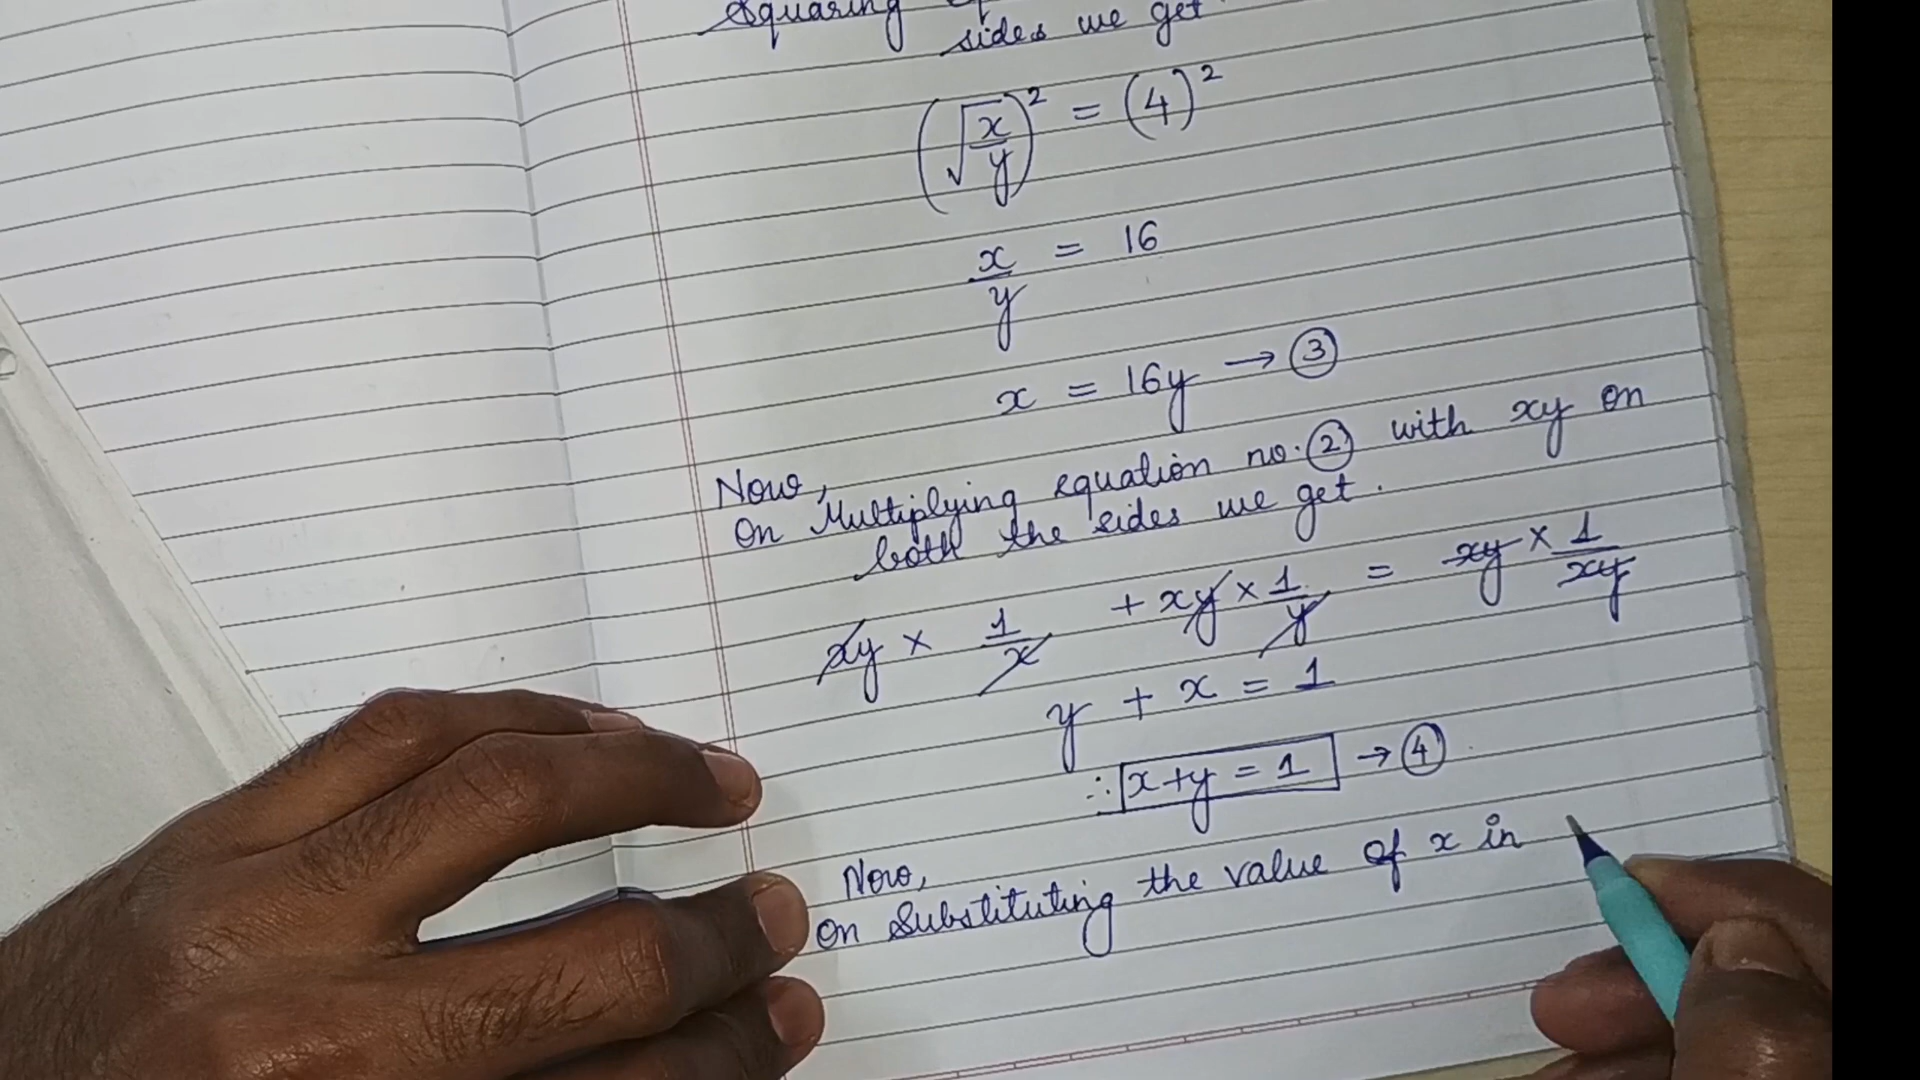 Squaring
sides we get
(√x/y)² = (4)²
x/y = 16
x = 16y → ③
Now,
On Multiplying equation no. ② with xy on
both the sides we get.
xy × 1/x + xy × 1/y = xy × 1/xy
y + x = 1
∴ x+y = 1 → ④
Now,
On Substituting the value of x in